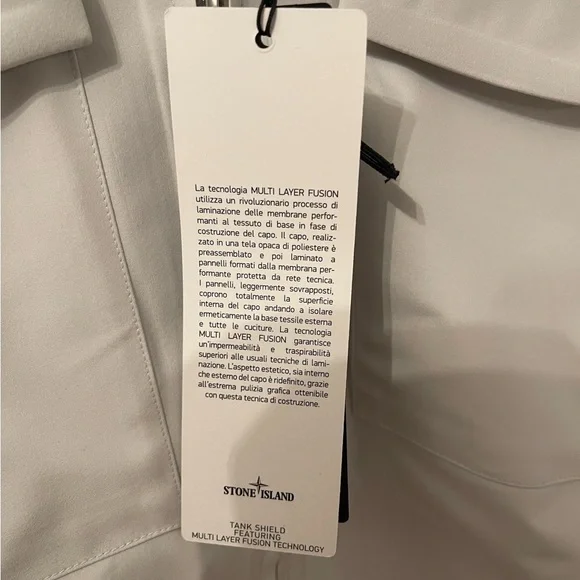 La tecnologia MULTI LAYER FUSION
utilizza un rivoluzionario processo di
laminazione delle membrane perfor-
manti al tessuto di base in fase di
costruzione del capo. Il capo, realiz-
zato in una tela opaca di poliestere è
preassemblato e poi laminato a
pannelli formati dalla membrana per-
formante protetta da rete tecnica.
I pannelli, leggermente sovrapposti,
coprono totalmente la superficie
interna del capo andando a isolare
ermeticamente la base tessile esterna
e tutte le cuciture. La tecnologia
MULTI LAYER FUSION garantisce
un'impermeabilità e traspirabilità
superiori alle usuali tecniche di lami-
nazione. L'aspetto estetico, sia interno
che esterno del capo è ridefinito, grazie
all'estrema pulizia grafica ottenibile
con questa tecnica di costruzione.
STONE ISLAND
TANK SHIELD
FEATURING
MULTI LAYER FUSION TECHNOLOGY